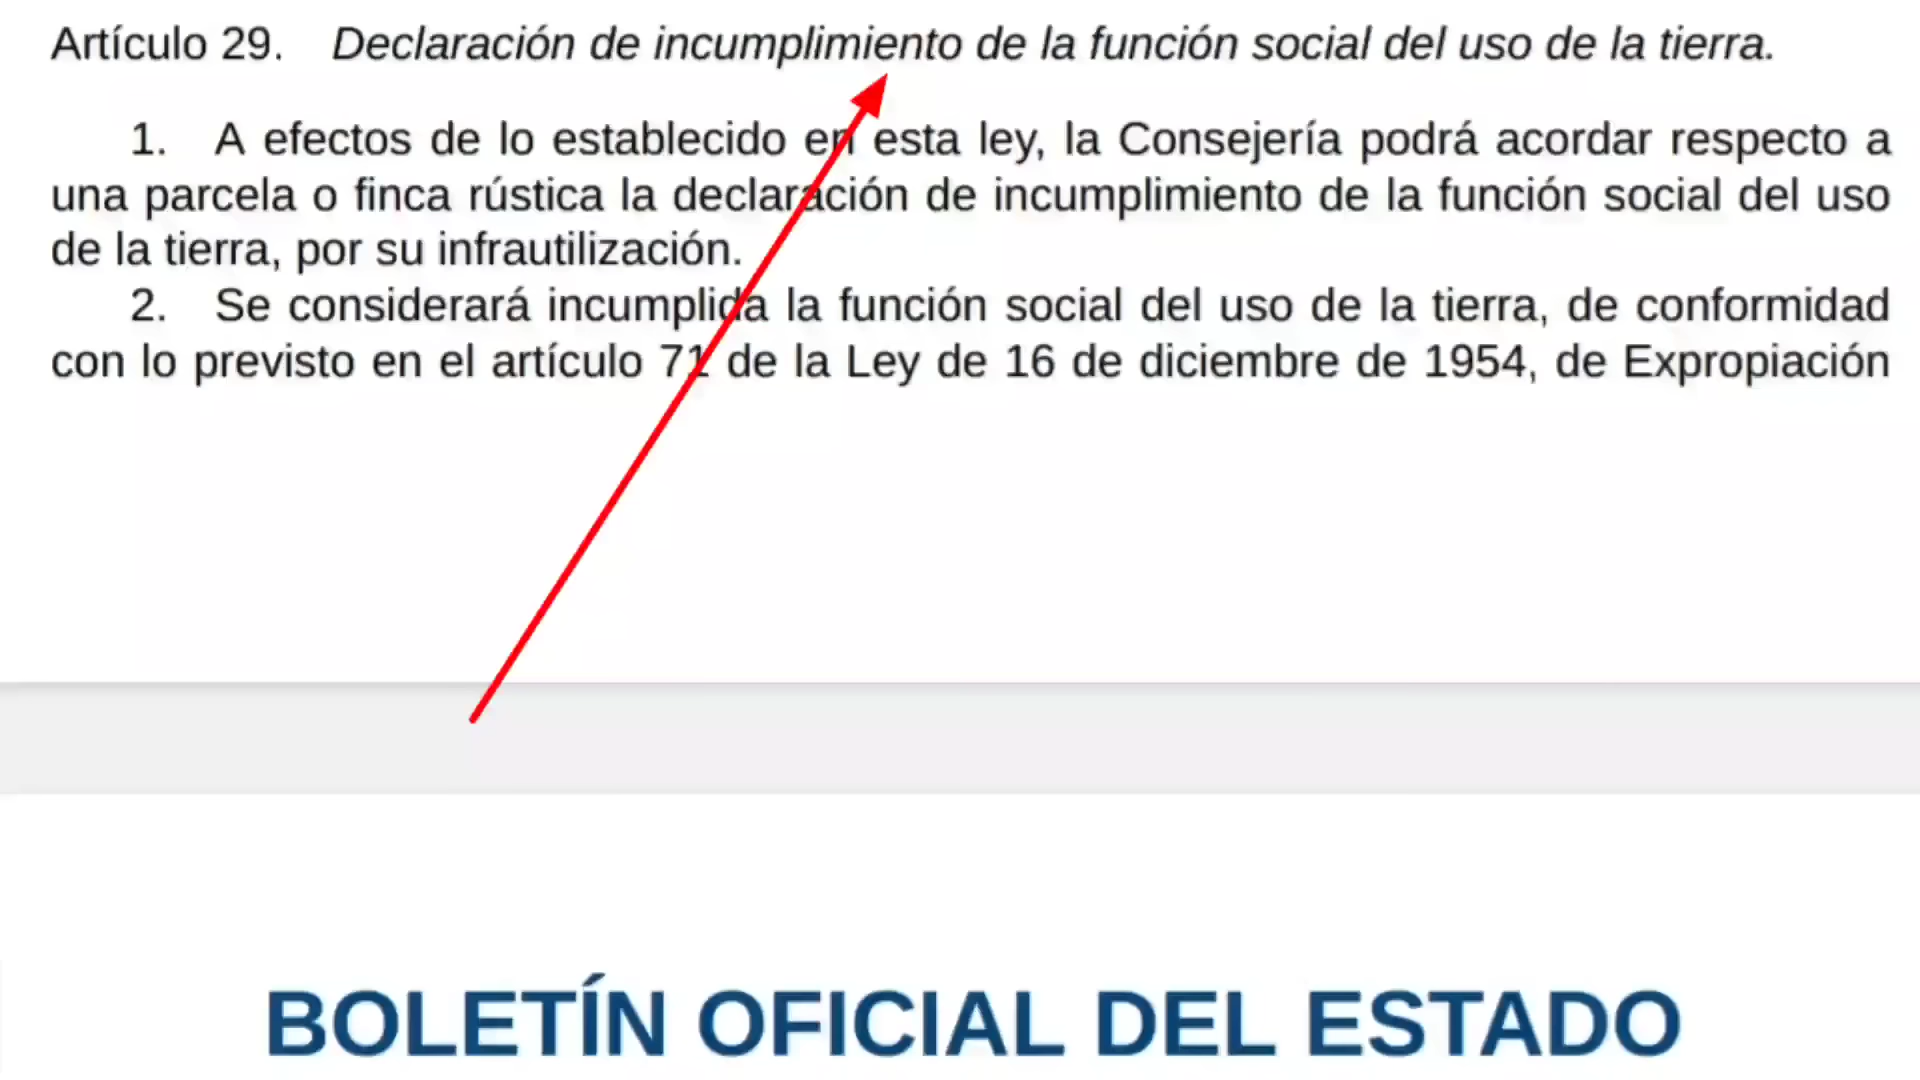 Artículo 29. Declaración de incumplimiento de la función social del uso de la tierra.
1. A efectos de lo establecido en esta ley, la Consejería podrá acordar respecto a
una parcela o finca rústica la declaración de incumplimiento de la función social del uso
de la tierra, por su infrautilización.
2. Se considerará incumplida la función social del uso de la tierra, de conformidad
con lo previsto en el artículo 71 de la Ley de 16 de diciembre de 1954, de Expropiación
BOLETÍN OFICIAL DEL ESTADO